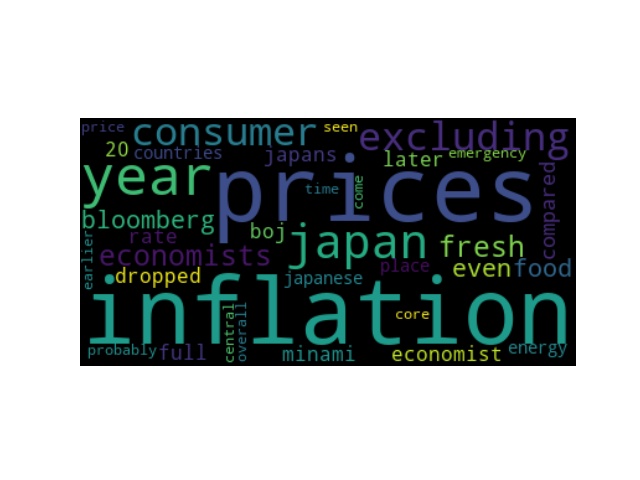 price consumer seen excluding
20 countries japans later emergency
year prices time come compared
bloomberg boj japan fresh
rate economists place even food
earlier dropped japanese
inflation core
central overall
probably full minami economist energy